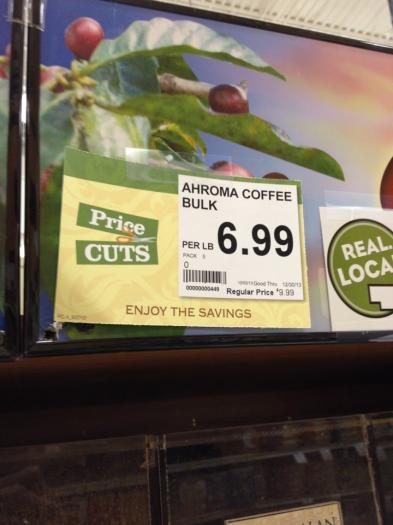 Price
CUTS
AHROMA COFFEE
BULK
PER LB 6.99
PACK 5
0
00000000449
Good Thru 12/30/13
Regular Price $9.99
ENJOY THE SAVINGS
REAL.
LOCA